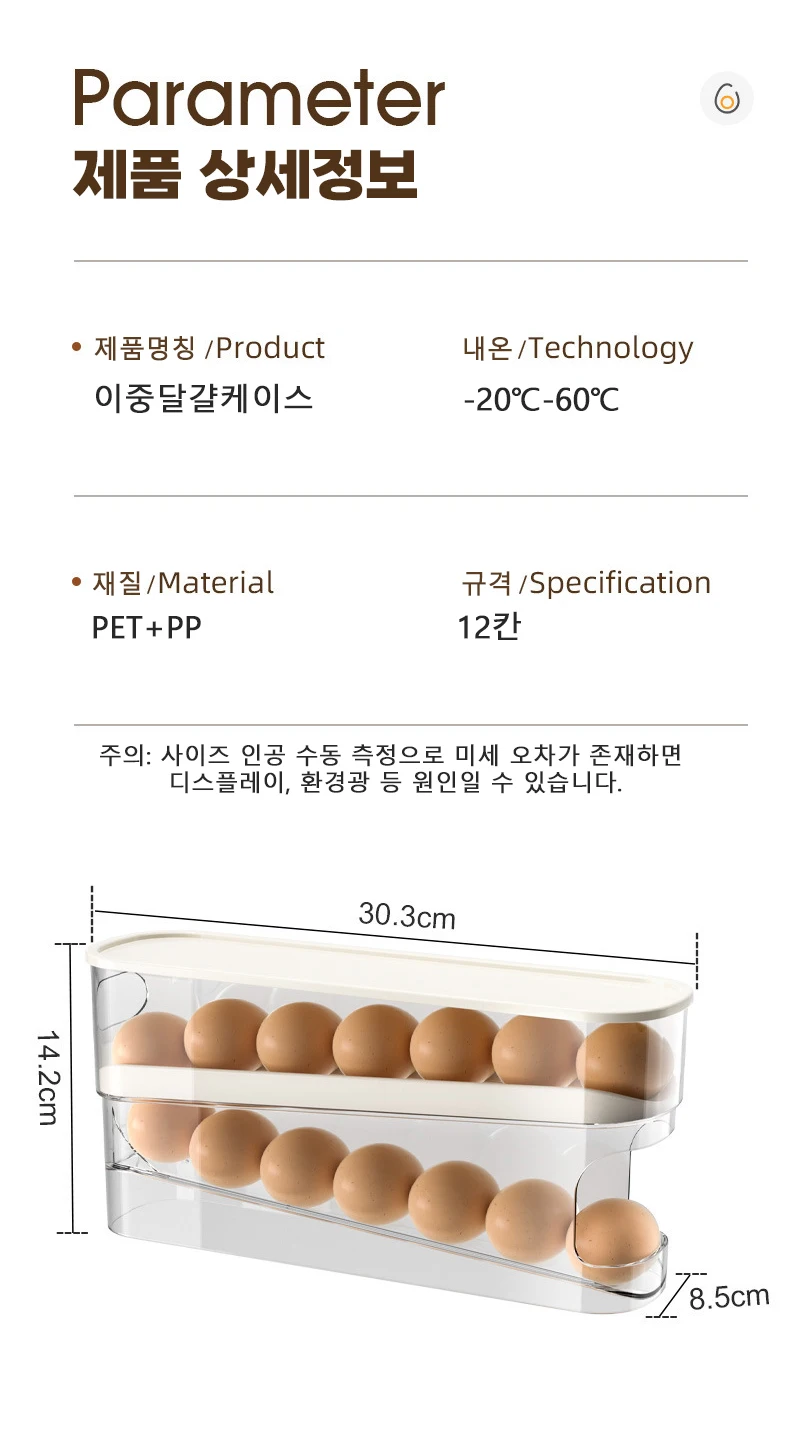 Parameter
제품 상세정보
제품명칭 /Product
내온 /Technology
이중달걀케이스
-20℃-60℃
재질/Material
규격 /Specification
PET+PP
12칸
주의: 사이즈 인공 수동 측정으로 미세 오차가 존재하면
디스플레이, 환경광 등 원인일 수 있습니다.
30.3cm
14.2cm
8.5cm